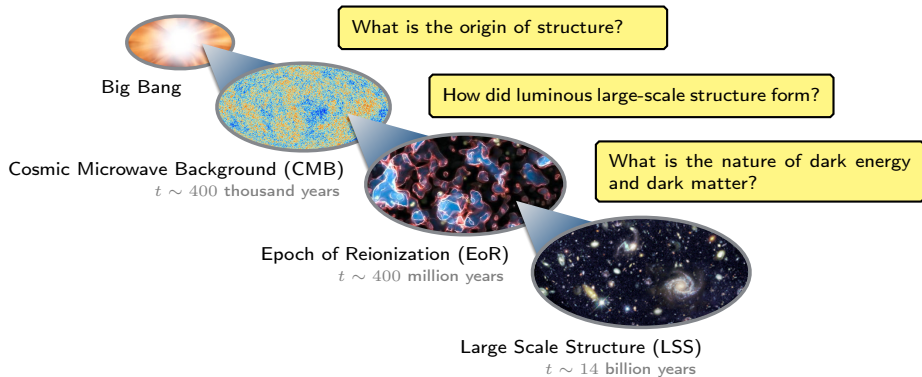 What is the origin of structure?
Big Bang
How did luminous large-scale structure form?
Cosmic Microwave Background (CMB)
t ∼ 400 thousand years
What is the nature of dark energy
and dark matter?
Epoch of Reionization (EoR)
t ∼ 400 million years
Large Scale Structure (LSS)
t ∼ 14 billion years